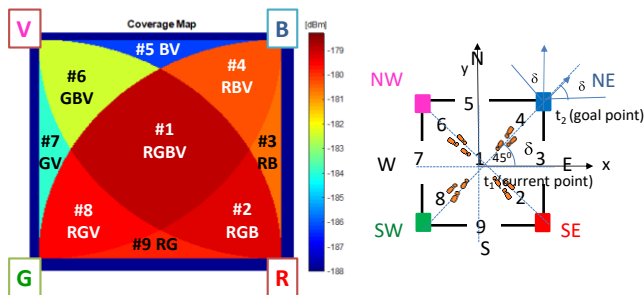 Coverage Map
[dBm]
V
B
G
R
#5 BV
#6
GBV
#4
RBV
#1
RGBV
#7
GV
#3
RB
#8
RGV
#2
RGB
#9 RG
-179
-180
-181
-182
-183
-184
-185
-186
-187
-188
N
y
NW
NE
δ
δ
t2 (goal point)
5
6
4
δ
W
7
1
45⁰
3
E
x
t1 (current point)
8
2
SW
9
SE
S